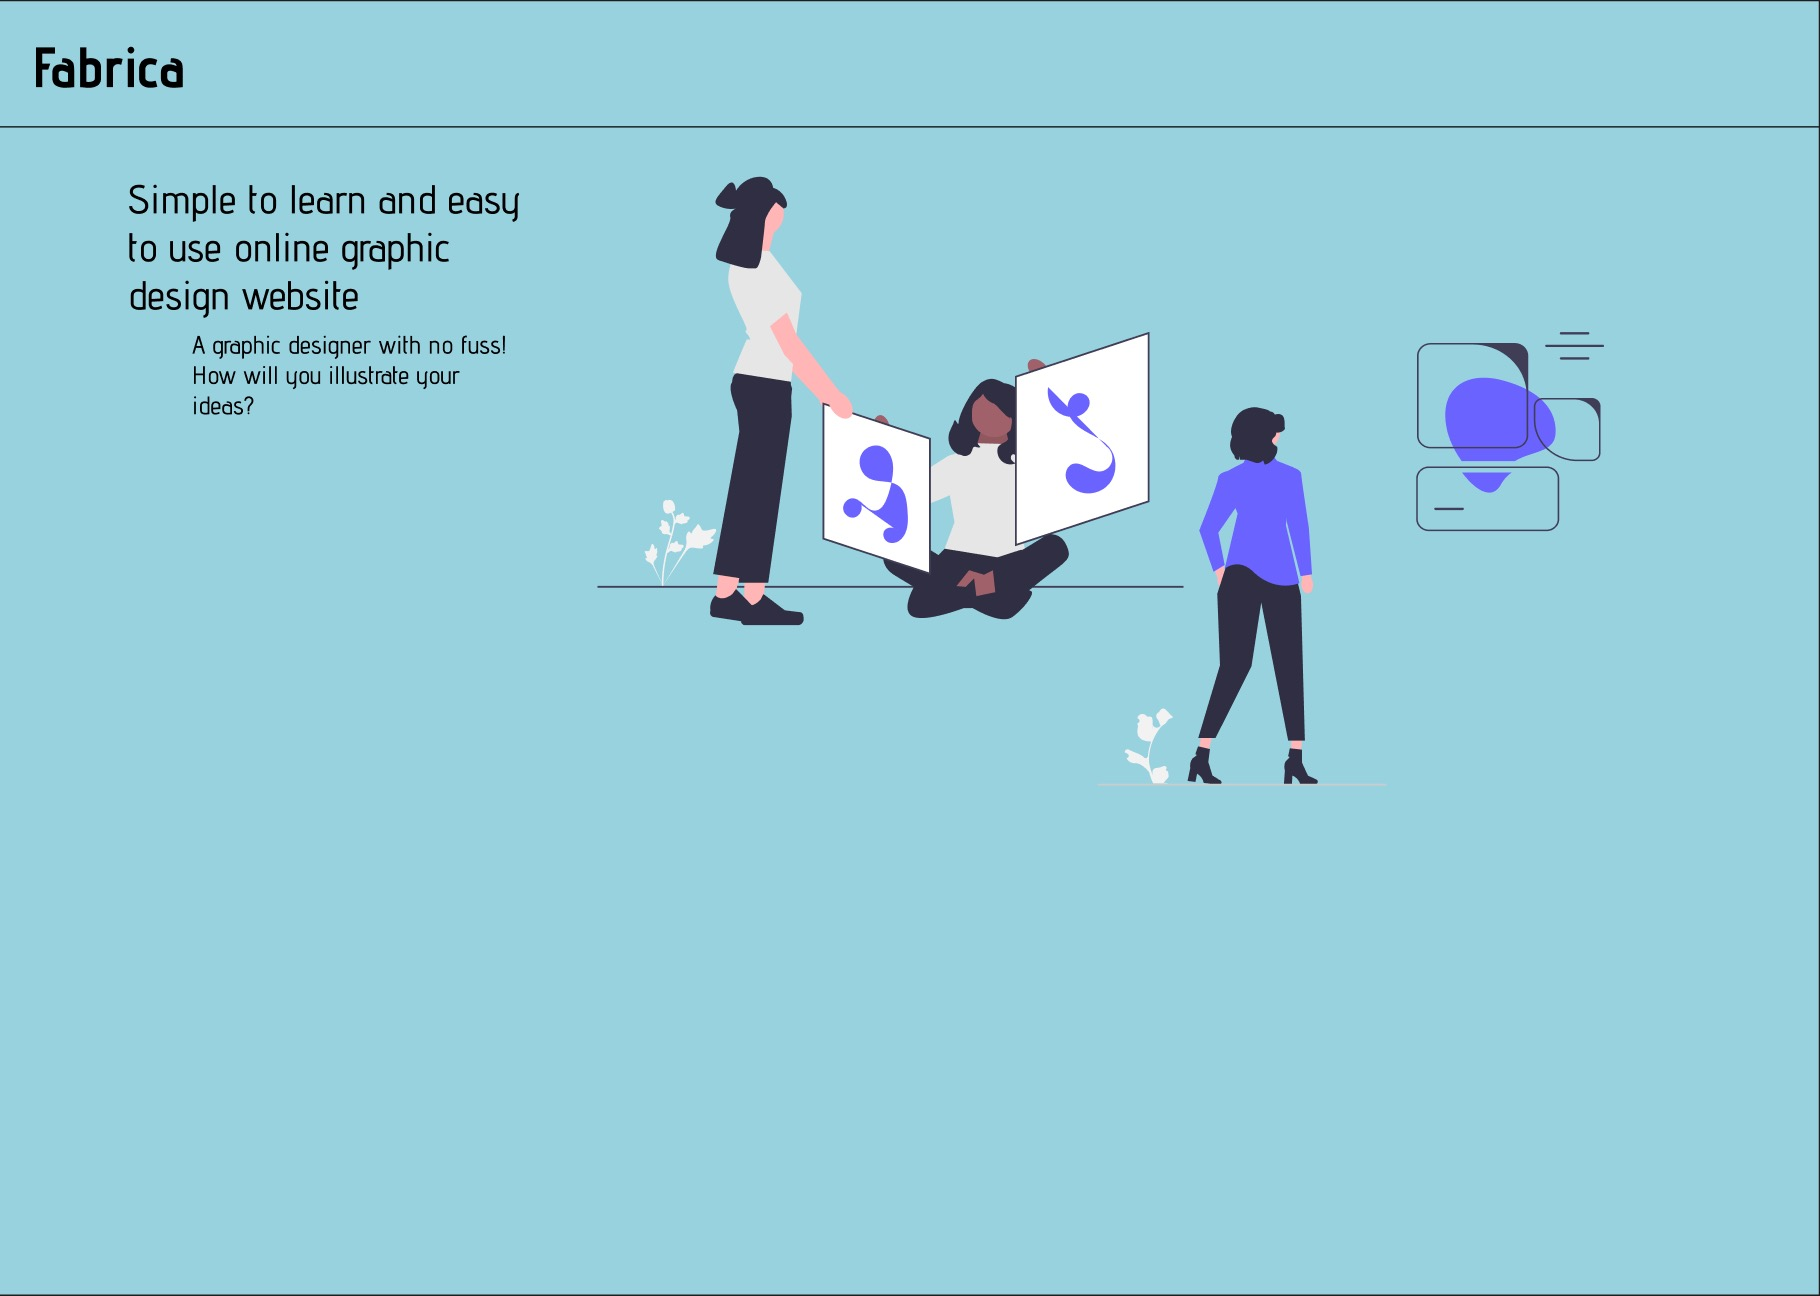 Fabrica
Simple to learn and easy
to use online graphic
design website
A graphic designer with no fuss!
How will you illustrate your
ideas?